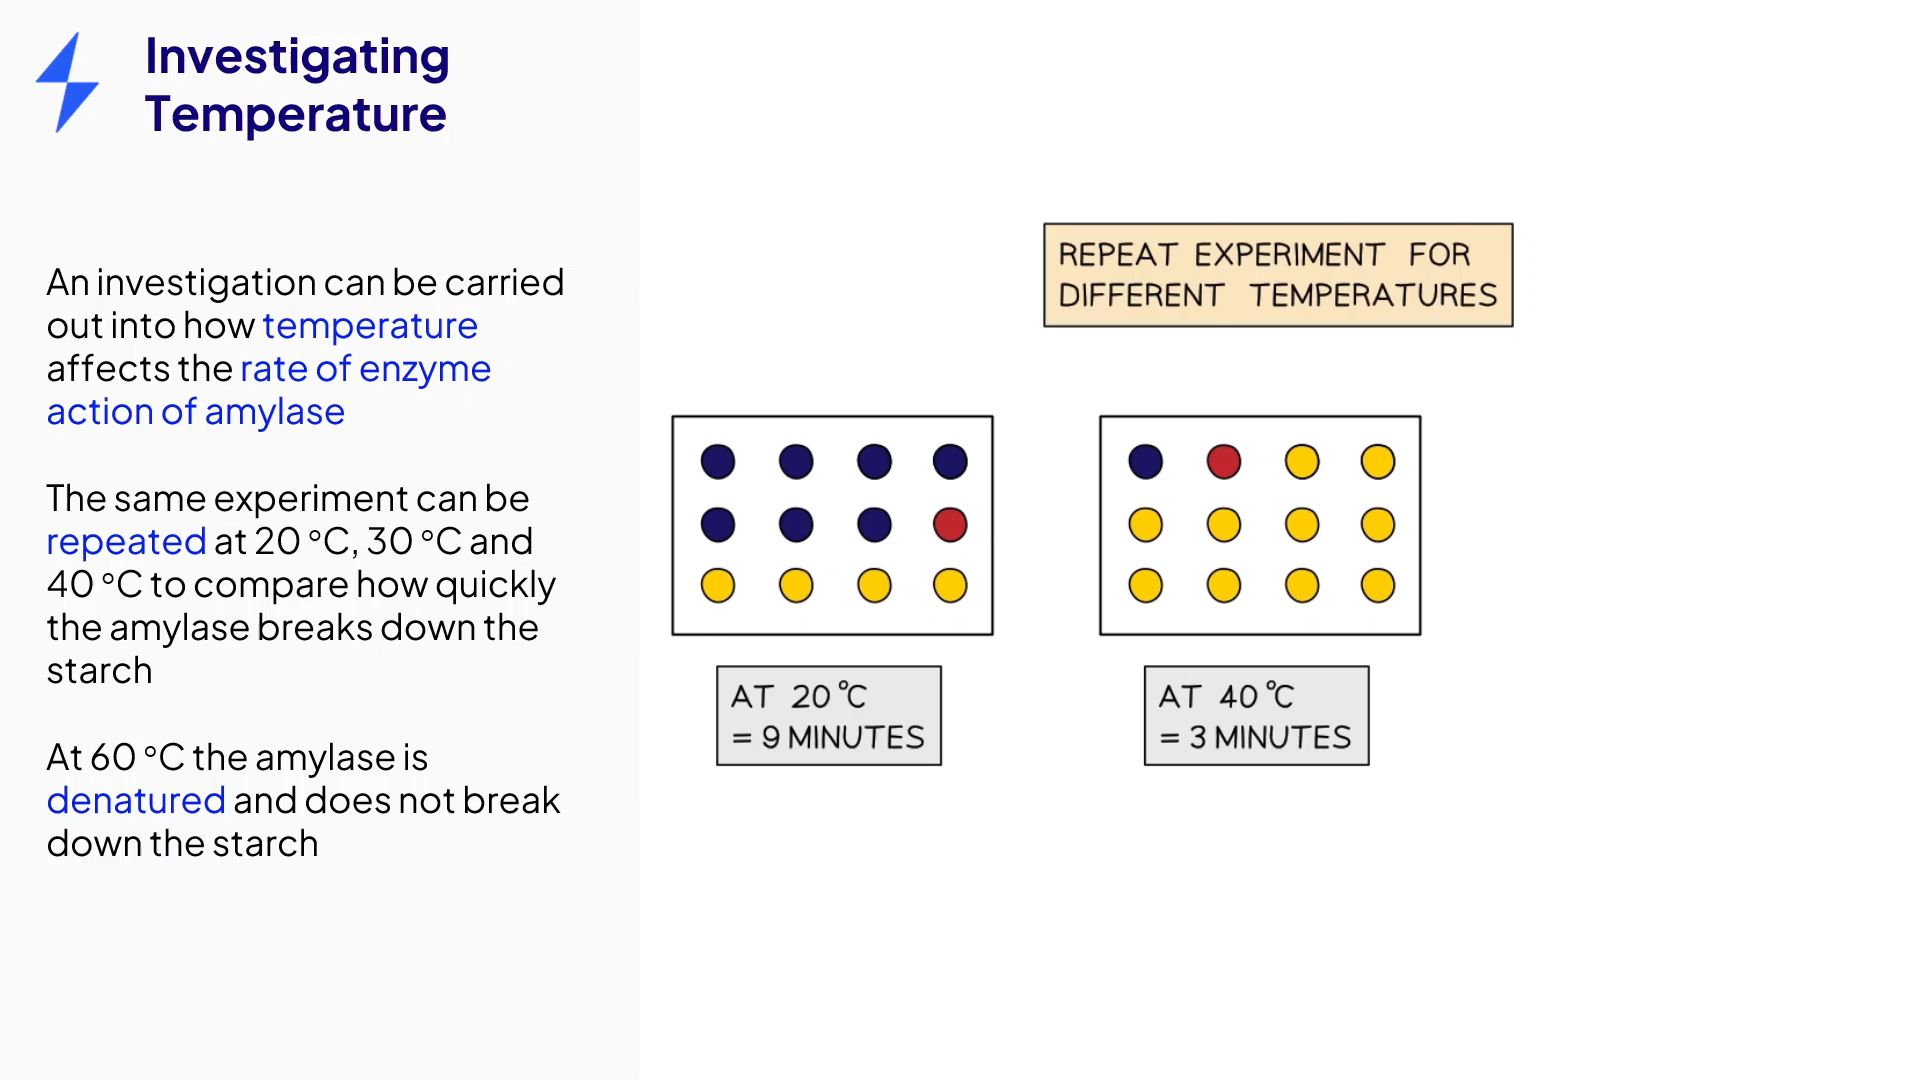 Investigating
Temperature
An investigation can be carried
out into how temperature
affects the rate of enzyme
action of amylase
The same experiment can be
repeated at 20 °C, 30 °C and
40 °C to compare how quickly
the amylase breaks down the
starch
At 60 °C the amylase is
denatured and does not break
down the starch
REPEAT EXPERIMENT FOR
DIFFERENT TEMPERATURES
AT 20 °C
= 9 MINUTES
AT 40 °C
= 3 MINUTES